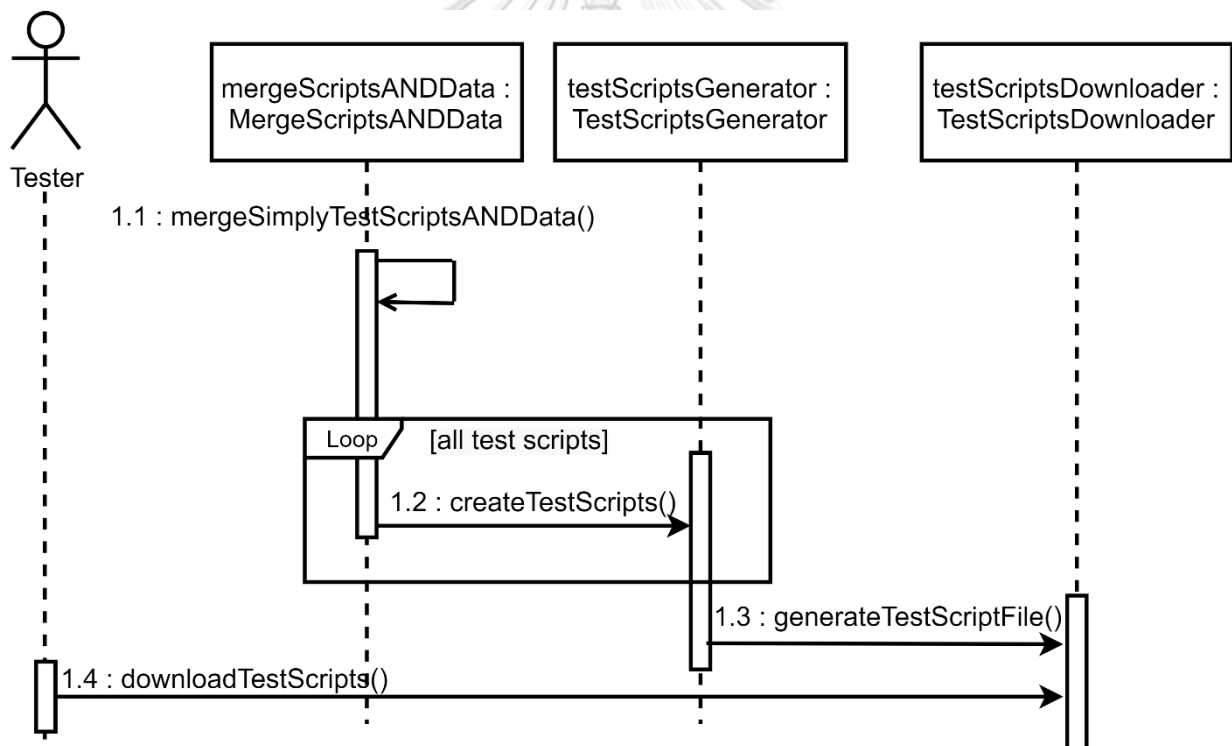 mergeScriptsANDData :
MergeScriptsANDData
testScriptsGenerator :
TestScriptsGenerator
testScriptsDownloader :
TestScriptsDownloader
Tester
1.1 : mergeSimplyTestScriptsANDData()
Loop
[all test scripts]
1.2 : createTestScripts()
1.3 : generateTestScriptFile()
1.4 : downloadTestScripts()